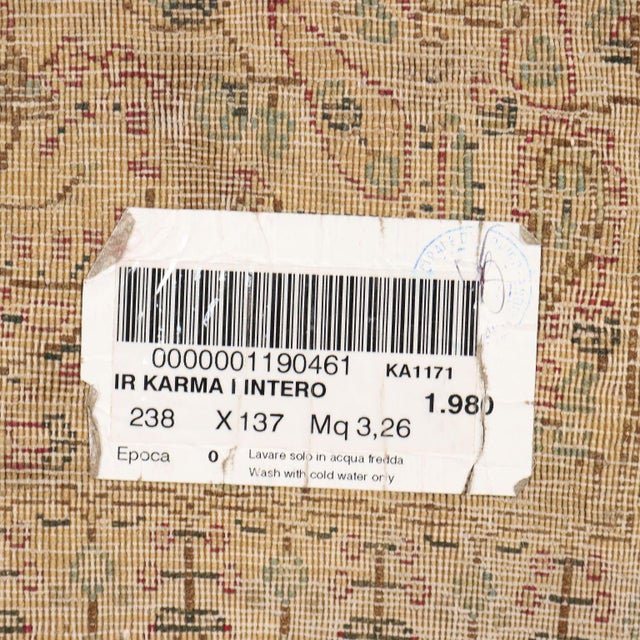 0000001190461 KA1171
IR KARMA I INTERO
1.980
238 X 137 Mq 3,26
Epoca 0 Lavare solo in acqua fredda
Wash with cold water only